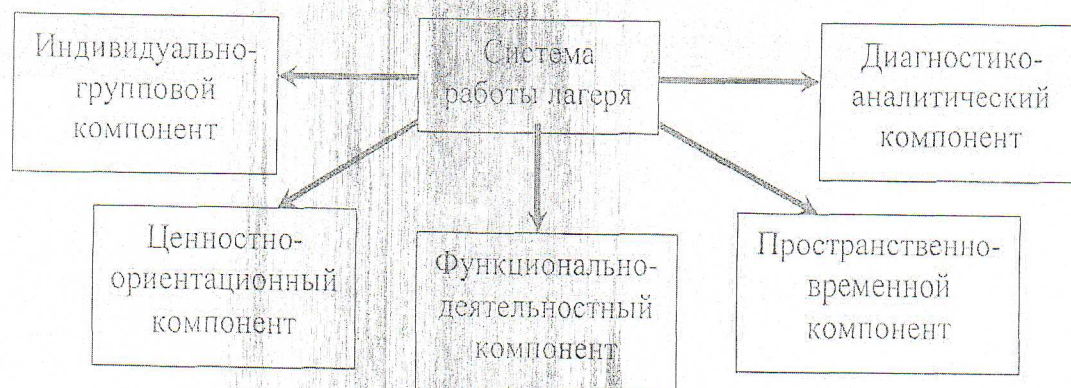 Индивидуально-
групповой
компонент
Система
работы лагеря
Диагностико-
аналитический
компонент
Ценностно-
ориентационный
компонент
Функционально-
деятельностный
компонент
Пространственно-
временной
компонент